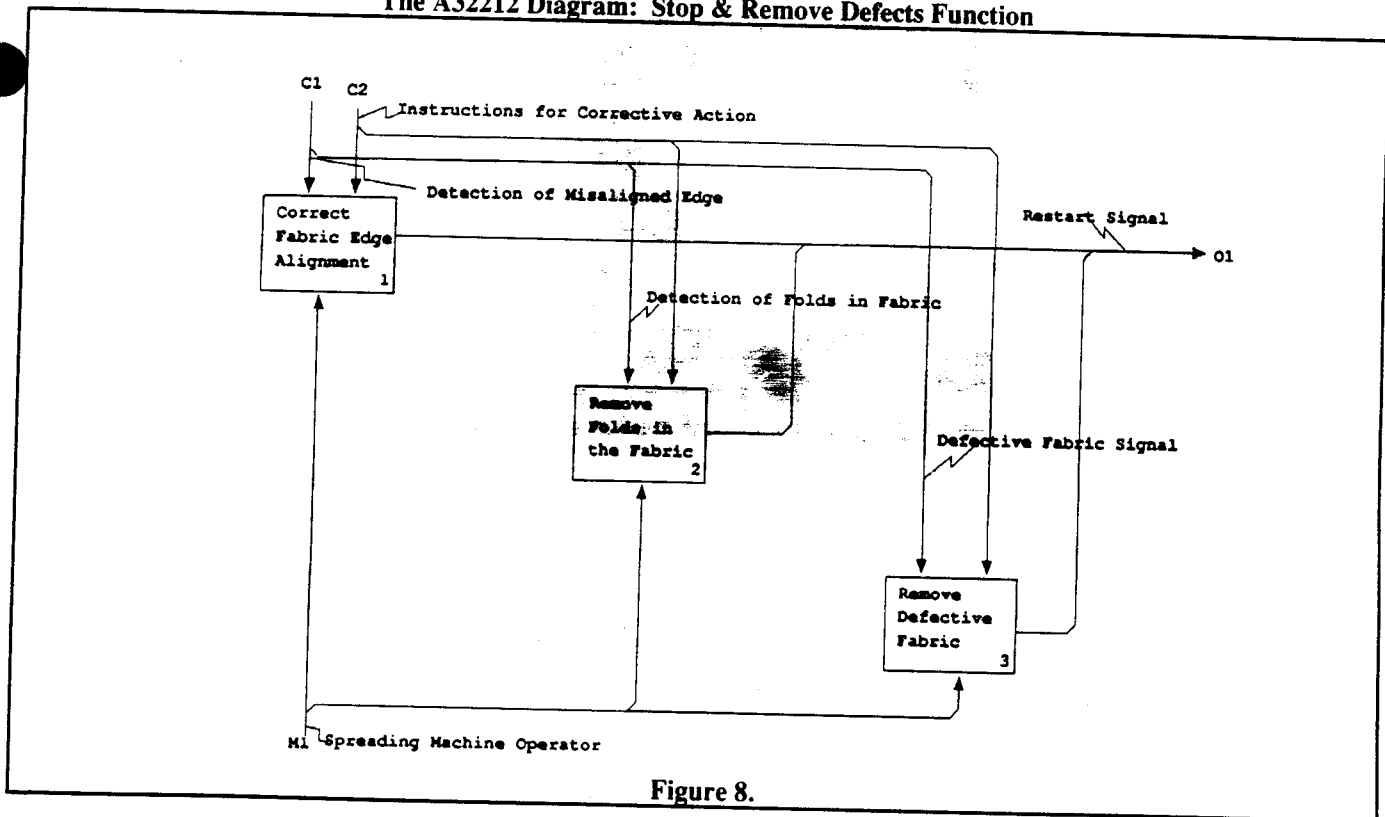 The A32212 Diagram: Stop & Remove Defects Function
C1
C2
Instructions for Corrective Action
Detection of Misaligned Edge
Correct
Fabric Edge
Alignment
1
Restart Signal
O1
Detection of Folds in Fabric
Remove
Folds in
the Fabric
2
Defective Fabric Signal
Remove
Defective
Fabric
3
M1
Spreading Machine Operator
Figure 8.